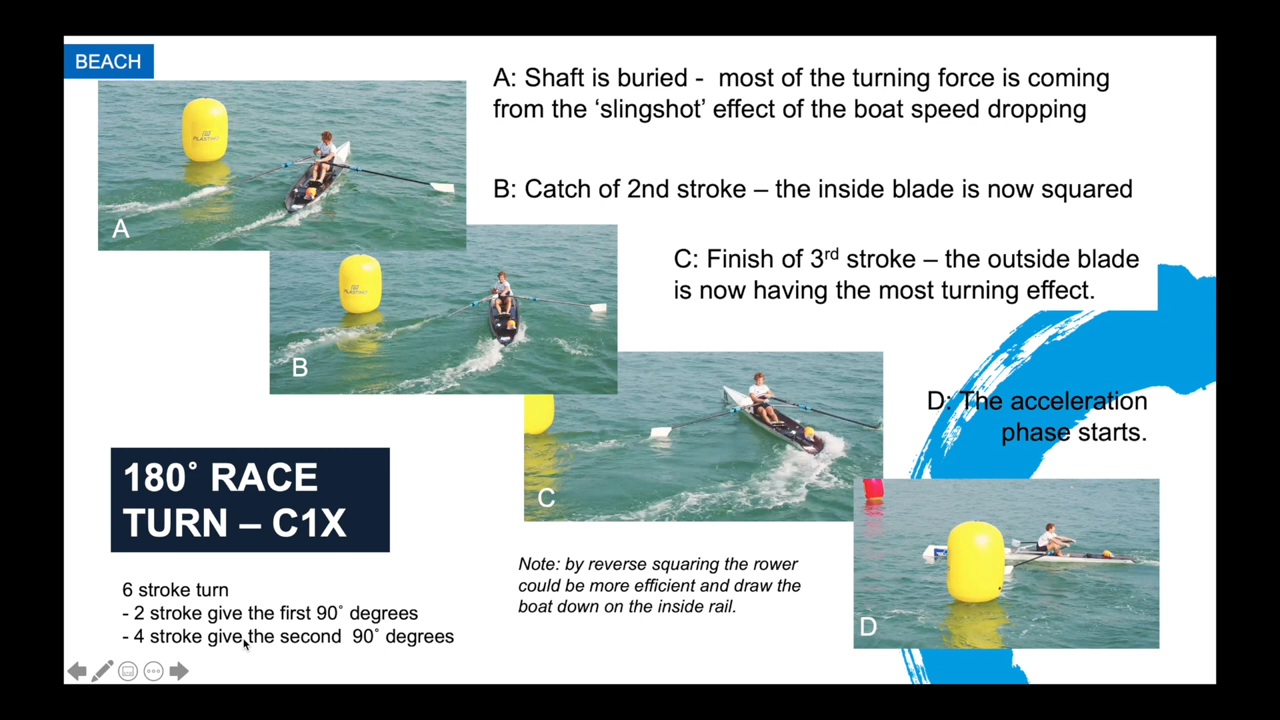 BEACH
A: Shaft is buried - most of the turning force is coming
from the ‘slingshot’ effect of the boat speed dropping
PLASTIMO
A
B: Catch of 2nd stroke – the inside blade is now squared
PLASTIMO
B
C: Finish of 3rd stroke – the outside blade
is now having the most turning effect.
C
D: The acceleration
phase starts.
D
180˚ RACE
TURN – C1X
6 stroke turn
- 2 stroke give the first 90˚ degrees
- 4 stroke give the second 90˚ degrees
Note: by reverse squaring the rower
could be more efficient and draw the
boat down on the inside rail.